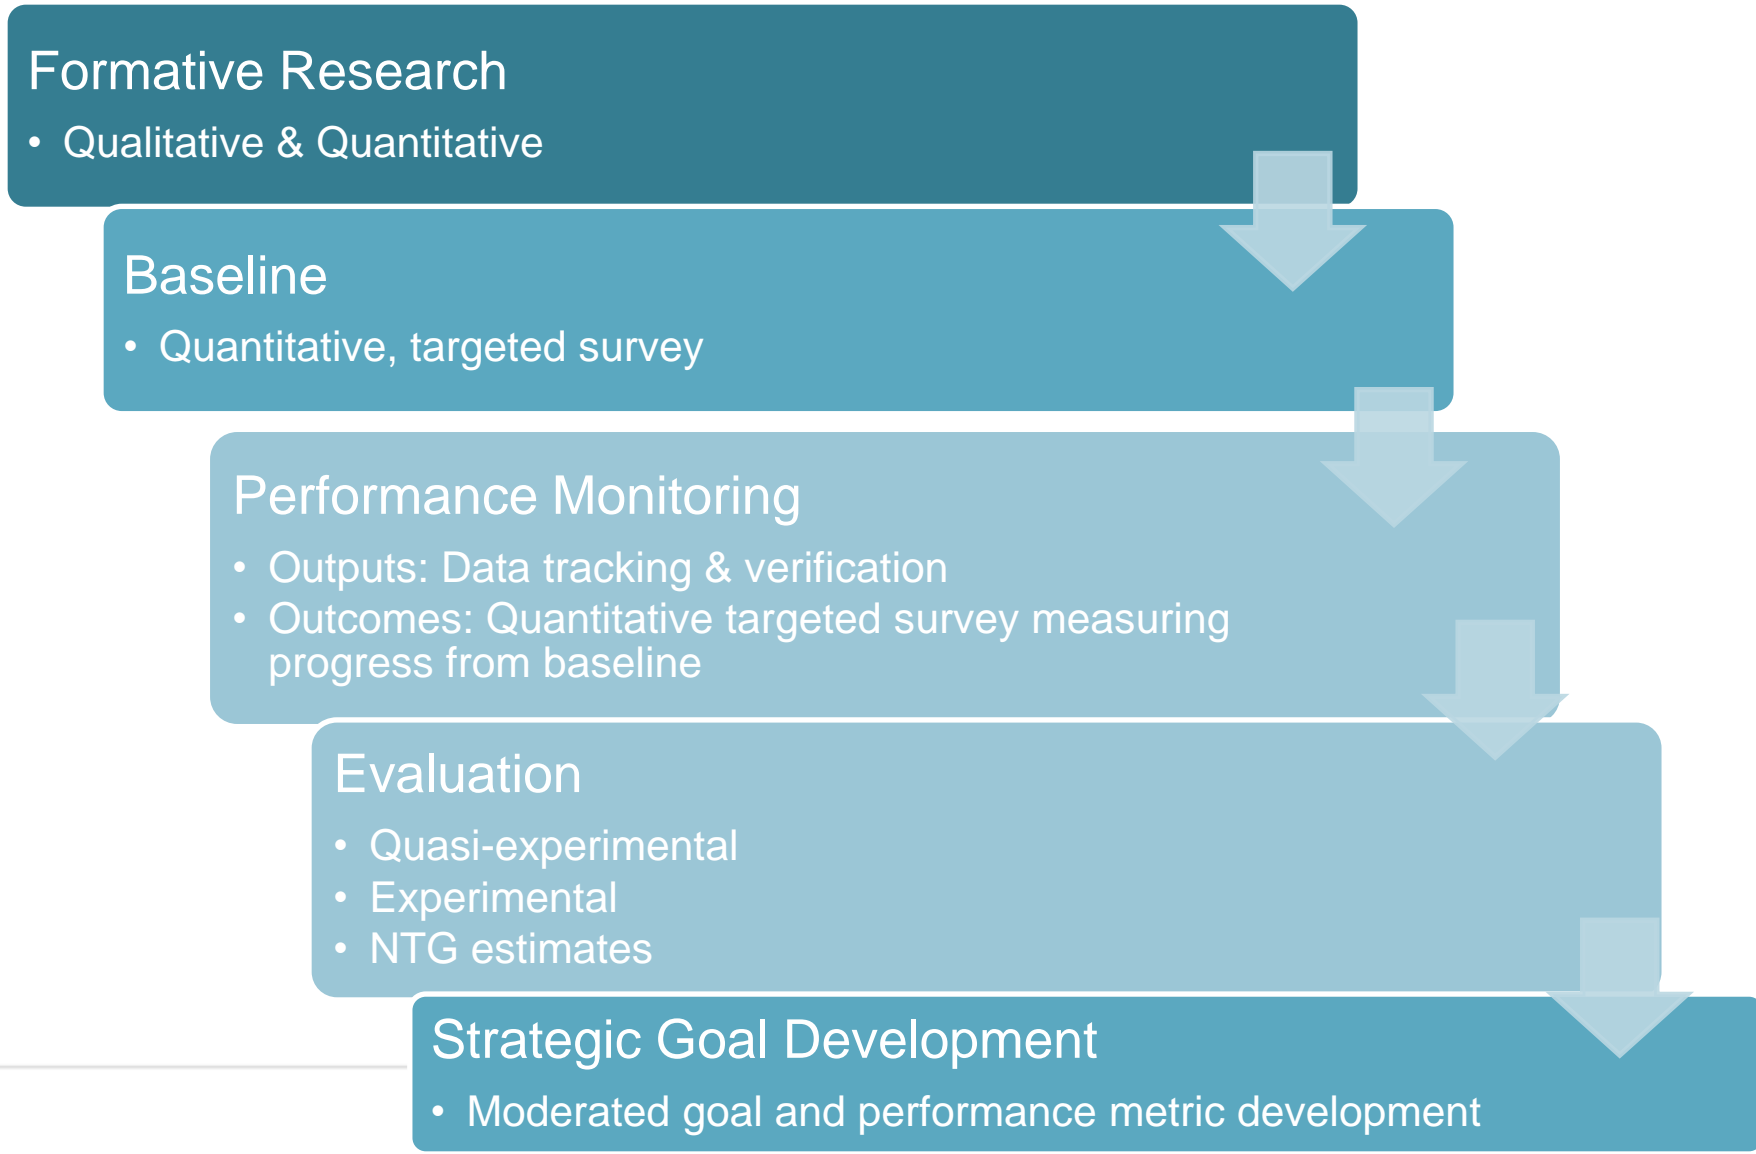 Formative Research
• Qualitative & Quantitative
Baseline
• Quantitative, targeted survey
Performance Monitoring
• Outputs: Data tracking & verification
• Outcomes: Quantitative targeted survey measuring
progress from baseline
Evaluation
• Quasi-experimental
• Experimental
• NTG estimates
Strategic Goal Development
• Moderated goal and performance metric development